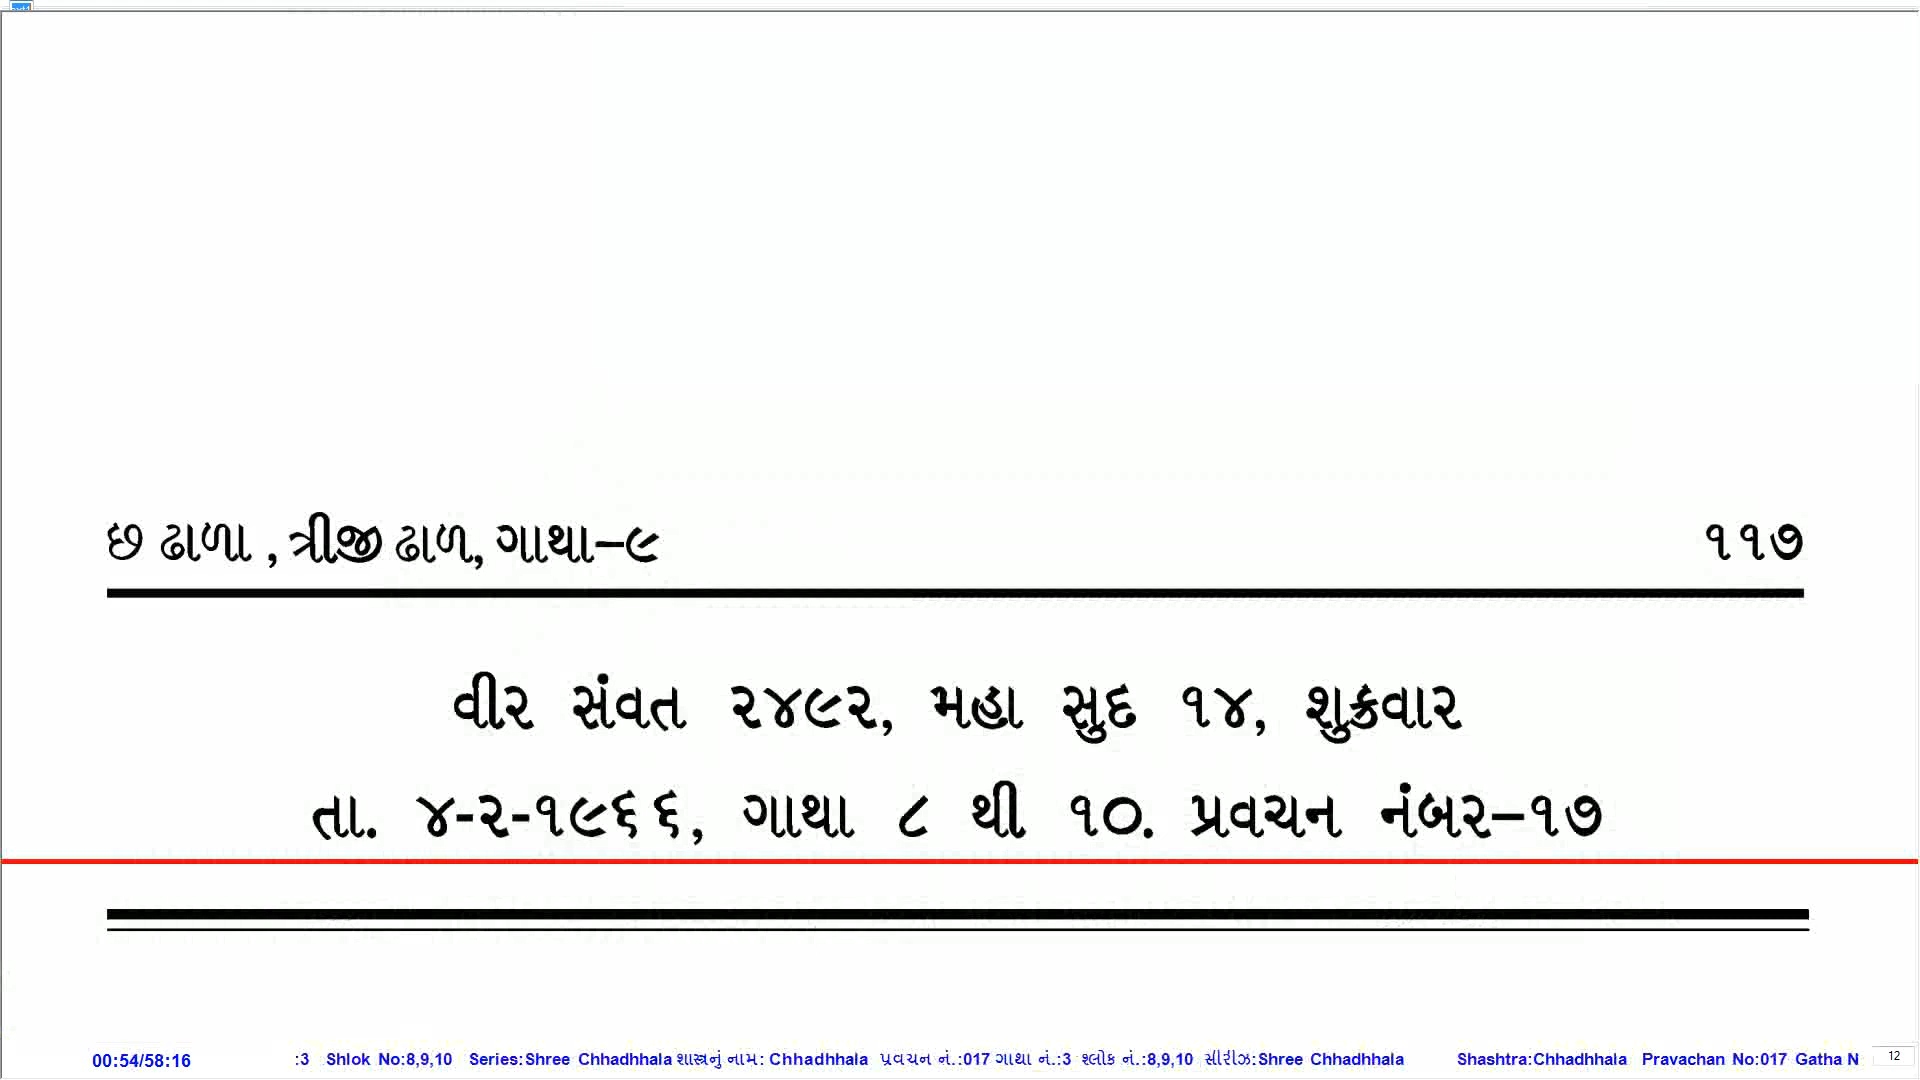 છ ઢાળા , ત્રીજી ઢાળ, ગાથા–૯ ૧૧૭
વીર સંવત ૨૪૯૨, મહા સુદ ૧૪, શુક્રવાર
તા. ૪-૨-૧૯૬૬, ગાથા ૮ થી ૧૦. પ્રવચન નંબર–૧૭
00:54/58:16 :3 Shlok No:8,9,10 Series:Shree Chhadhhala શાસ્ત્રનું નામ: Chhadhhala પ્રવચન નં.:017 ગાથા નં.:3 શ્લોક નં.:8,9,10 સીરીઝ:Shree Chhadhhala Shashtra:Chhadhhala Pravachan No:017 Gatha N 12